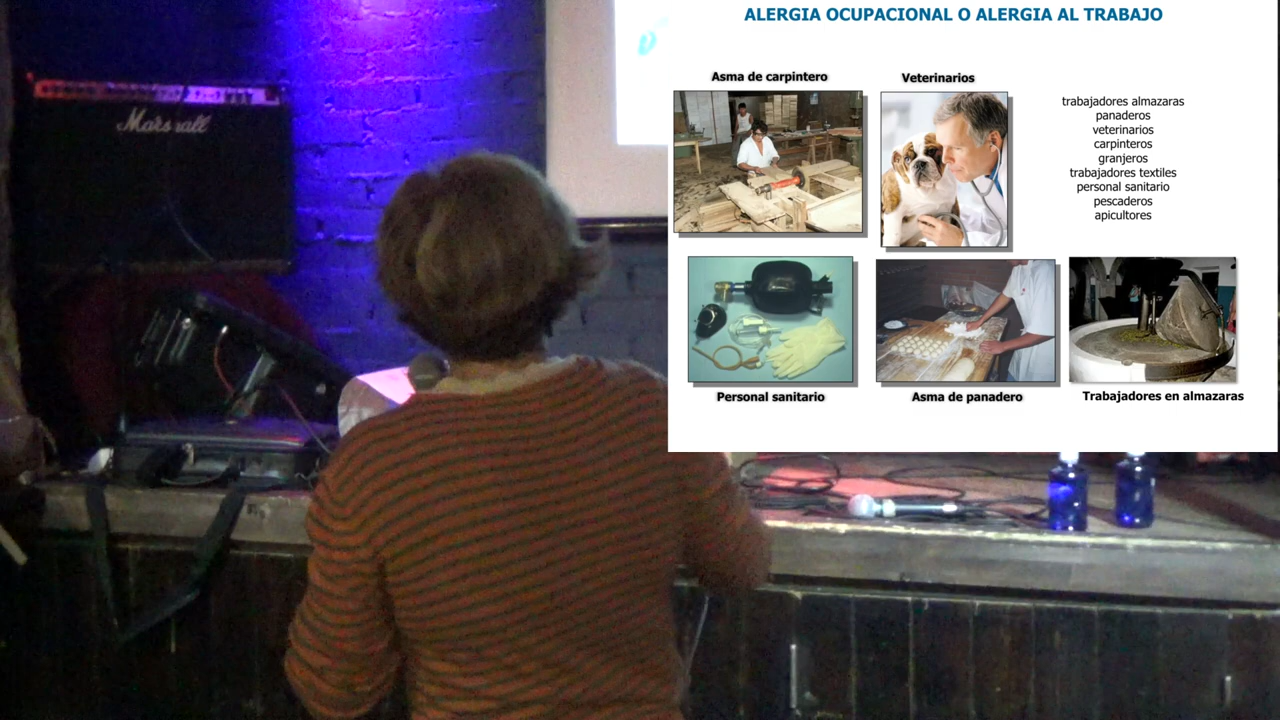 ALERGIA OCUPACIONAL O ALERGIA AL TRABAJO
Asma de carpintero
Veterinarios
trabajadores almazaras
panaderos
veterinarios
carpinteros
granjeros
trabajadores textiles
personal sanitario
pescaderos
apicultores
Personal sanitario
Asma de panadero
Trabajadores en almazaras
Marshall